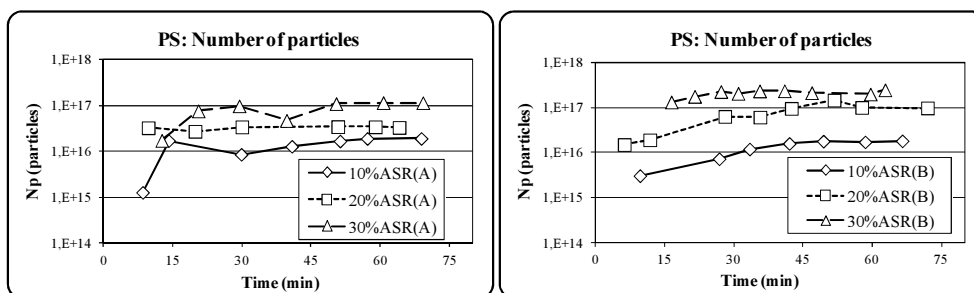 PS: Number of particles
1,E+18
1,E+17
1,E+16
1,E+15
1,E+14
Np (particles)
0 15 30 45 60 75
Time (min)
10%ASR(A)
20%ASR(A)
30%ASR(A)
PS: Number of particles
1,E+18
1,E+17
1,E+16
1,E+15
1,E+14
Np (particles)
0 15 30 45 60 75
Time (min)
10%ASR(B)
20%ASR(B)
30%ASR(B)